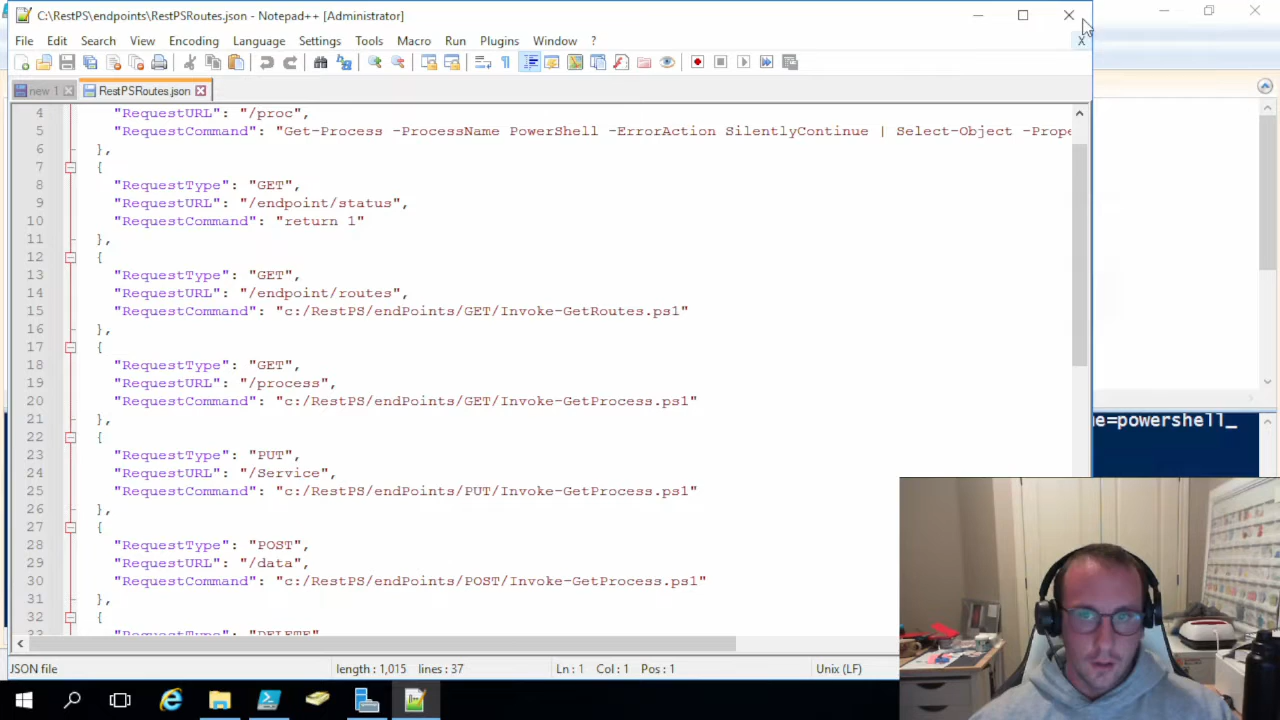 C:\RestPS\endpoints\RestPSRoutes.json - Notepad++ [Administrator]
File Edit Search View Encoding Language Settings Tools Macro Run Plugins Window ? X
new 1 RestPSRoutes.json
4 "RequestURL": "/proc",
5 "RequestCommand": "Get-Process -ProcessName PowerShell -ErrorAction SilentlyContinue | Select-Object -Prope
6 },
7 {
8 "RequestType": "GET",
9 "RequestURL": "/endpoint/status",
10 "RequestCommand": "return 1"
11 },
12 {
13 "RequestType": "GET",
14 "RequestURL": "/endpoint/routes",
15 "RequestCommand": "c:/RestPS/endPoints/GET/Invoke-GetRoutes.ps1"
16 },
17 {
18 "RequestType": "GET",
19 "RequestURL": "/process",
20 "RequestCommand": "c:/RestPS/endPoints/GET/Invoke-GetProcess.ps1"
21 },
22 {
e=powershell_
23 "RequestType": "PUT",
24 "RequestURL": "/Service",
25 "RequestCommand": "c:/RestPS/endPoints/PUT/Invoke-GetProcess.ps1"
26 },
27 {
28 "RequestType": "POST",
29 "RequestURL": "/data",
30 "RequestCommand": "c:/RestPS/endPoints/POST/Invoke-GetProcess.ps1"
31 },
32 {
33 "RequestType": "DELETE"
JSON file length : 1,015 lines : 37 Ln : 1 Col : 1 Pos : 1 Unix (LF)